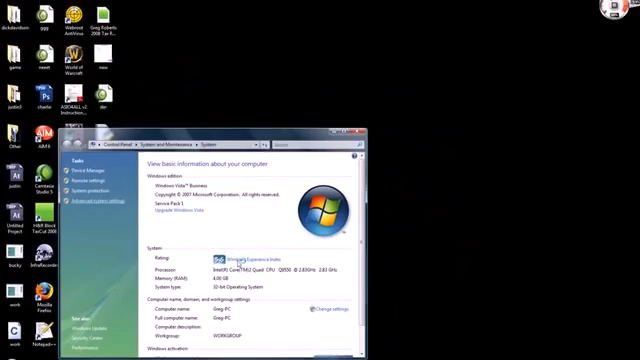 dickdavidson
ggg
Webroot AntiVirus
Greg Roberts 2008 Tax R...
game
reeet
World of Warcraft
new
justin3
charlie
ASIO4ALL v2 Instruction...
der
Other
AIM 6
justin
Camtasia Studio 5
Untitled Project
H&R Block TaxCut 2008
bucky
InfraRecorder
work
Mozilla Firefox
work
Control Panel ▸ System and Maintenance ▸ System
Search
Tasks
Device Manager
Remote settings
System protection
Advanced system settings
See also
Windows Update
Security Center
Performance
View basic information about your computer
Windows edition
Windows Vista™ Business
Copyright © 2007 Microsoft Corporation. All rights reserved.
Service Pack 1
Upgrade Windows Vista
System
Rating: Windows Experience Index
Processor: Intel(R) Core(TM)2 Quad CPU Q9550 @ 2.83GHz 2.83 GHz
Memory (RAM): 4.00 GB
System type: 32-bit Operating System
Computer name, domain, and workgroup settings
Computer name: Greg-PC
Change settings
Full computer name: Greg-PC
Computer description:
Workgroup: WORKGROUP
Windows activation